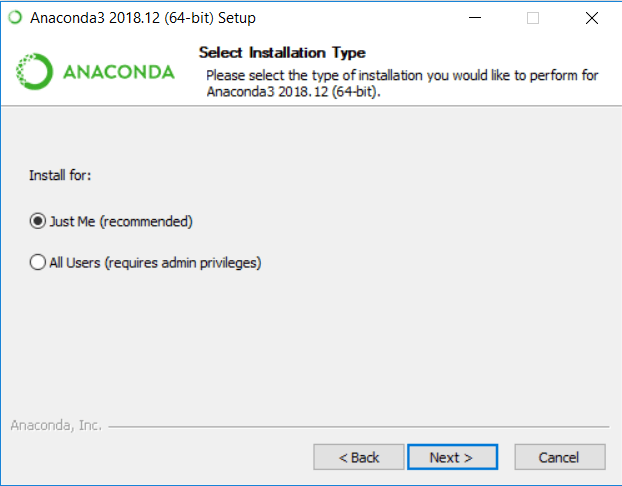 Anaconda3 2018.12 (64-bit) Setup
ANACONDA
Select Installation Type
Please select the type of installation you would like to perform for
Anaconda3 2018.12 (64-bit).
Install for:
Just Me (recommended)
All Users (requires admin privileges)
Anaconda, Inc.
< Back
Next >
Cancel